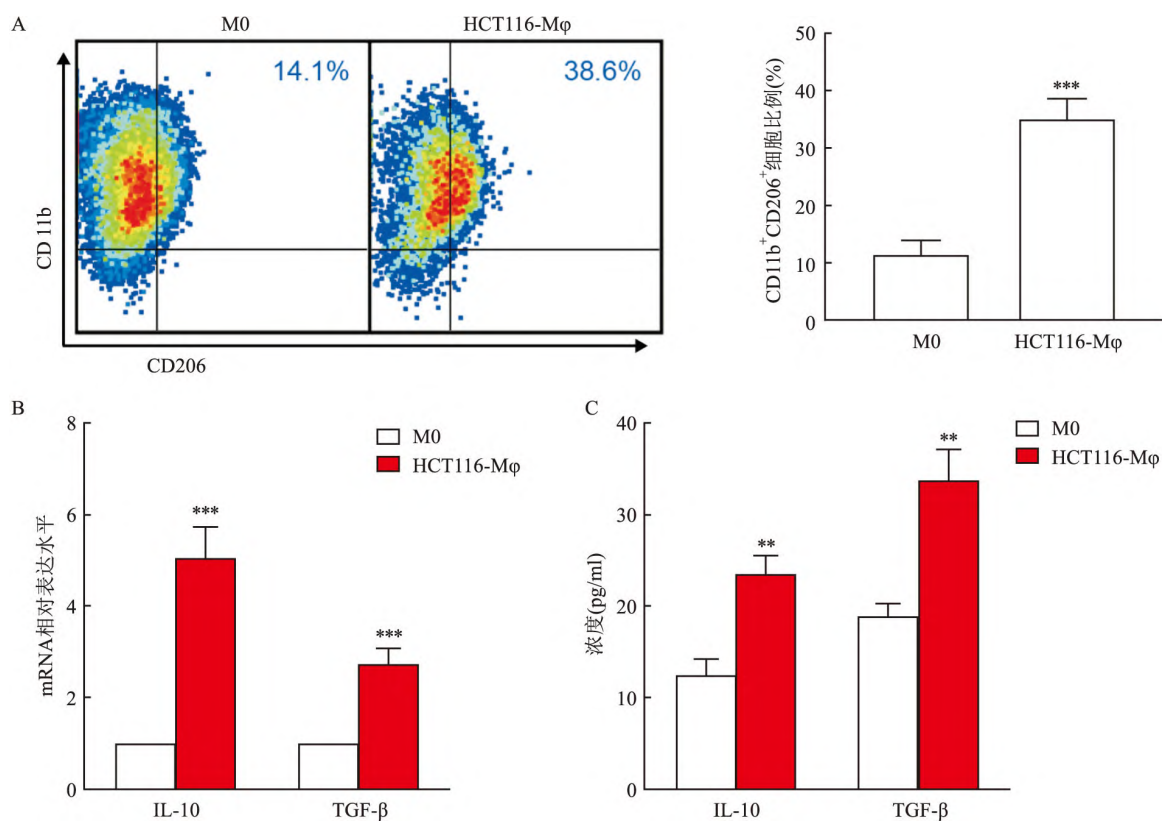 A
M0
HCT116-Mφ
14.1%
38.6%
CD 11b
CD206
CD11b+CD206+细胞比例(%)
50
40
30
20
10
0
***
M0
HCT116-Mφ
B
mRNA相对表达水平
8
6
4
2
0
M0
HCT116-Mφ
***
***
IL-10
TGF-β
C
浓度(pg/ml)
40
30
20
10
0
M0
HCT116-Mφ
**
**
IL-10
TGF-β